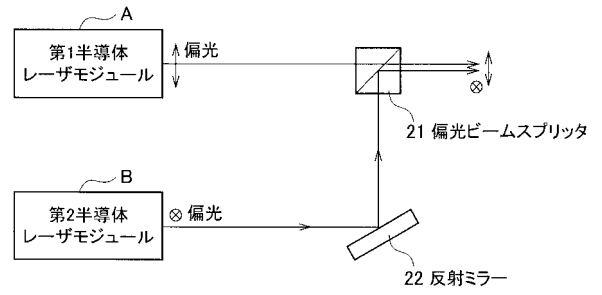 A
第1半導体
レーザモジュール
偏光
21 偏光ビームスプリッタ
B
第2半導体
レーザモジュール
偏光
22 反射ミラー